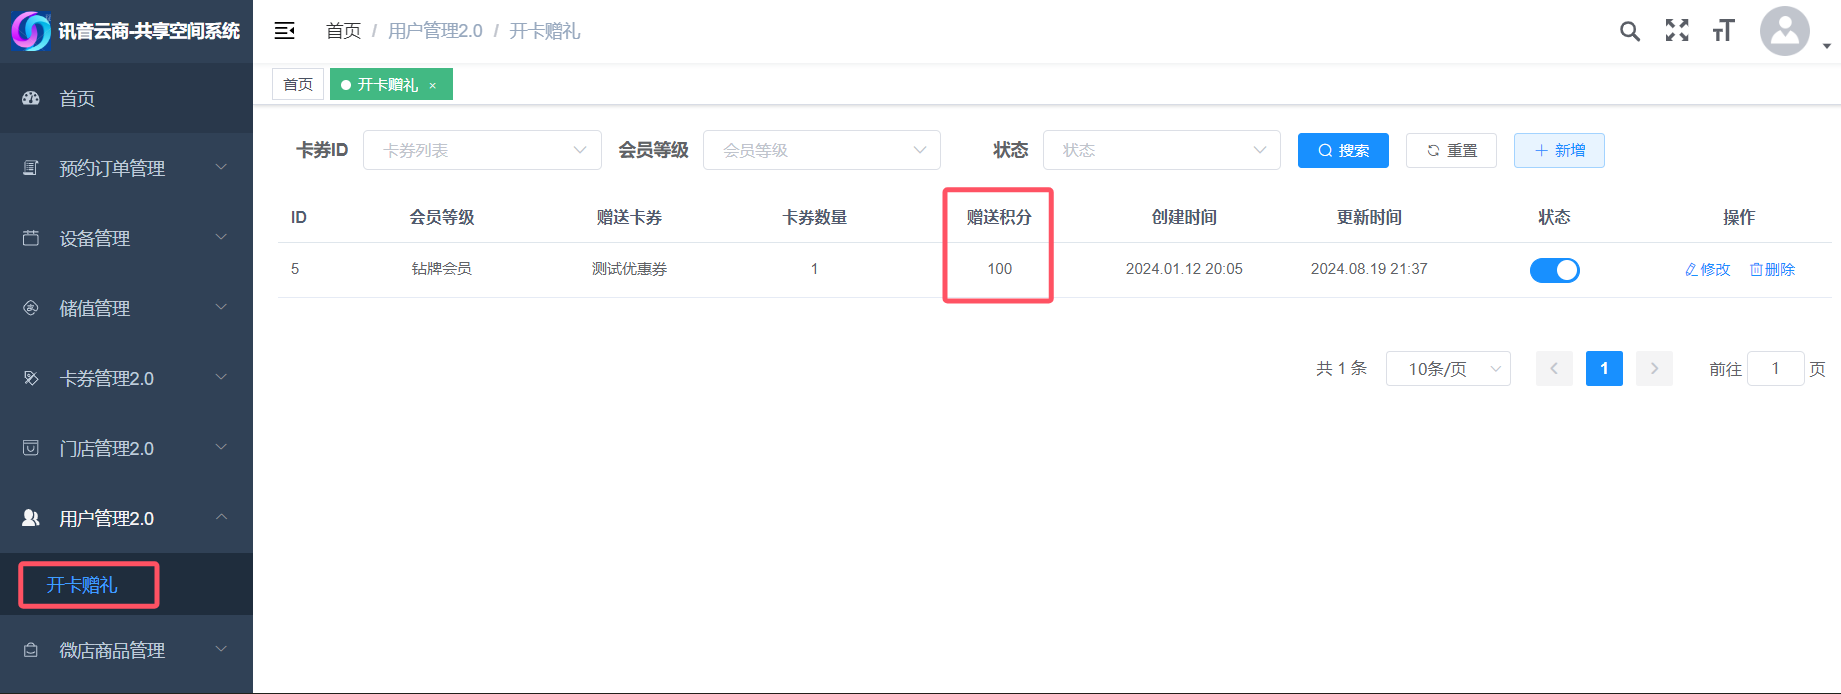 讯音云商-共享空间系统
首页 / 用户管理2.0 / 开卡赠礼
首页
开卡赠礼 ×
首页
预约订单管理
设备管理
储值管理
卡券管理2.0
门店管理2.0
用户管理2.0
开卡赠礼
微店商品管理
卡券ID 卡券列表 会员等级 会员等级 状态 状态 搜索 重置 新增
ID 会员等级 赠送卡券 卡券数量 赠送积分 创建时间 更新时间 状态 操作
5 钻牌会员 测试优惠券 1 100 2024.01.12 20:05 2024.08.19 21:37 修改 删除
共 1 条 10条/页 1 前往 1 页